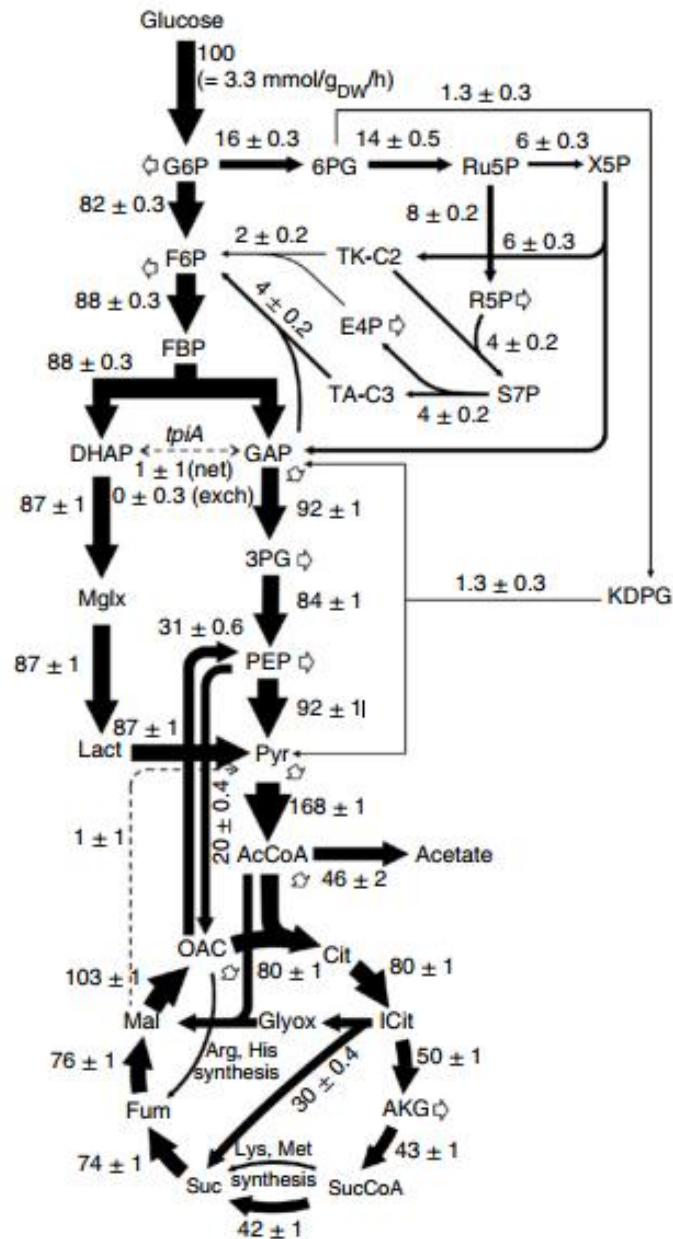 Glucose
100
(= 3.3 mmol/gDW/h)
1.3 ± 0.3
16 ± 0.3
14 ± 0.5
6 ± 0.3
G6P
6PG
Ru5P
X5P
82 ± 0.3
8 ± 0.2
2 ± 0.2
TK-C2
6 ± 0.3
F6P
R5P
88 ± 0.3
4 ± 0.2
E4P
4 ± 0.2
FBP
88 ± 0.3
TA-C3
S7P
4 ± 0.2
tpiA
DHAP
GAP
1 ± 1 (net)
0 ± 0.3 (exch)
87 ± 1
92 ± 1
3PG
Mglx
84 ± 1
1.3 ± 0.3
KDPG
31 ± 0.6
PEP
87 ± 1
92 ± 1
87 ± 1
Lact
Pyr
20 ± 0.4
168 ± 1
1 ± 1
AcCoA
Acetate
46 ± 2
OAC
Cit
80 ± 1
80 ± 1
103 ± 1
Mal
Glyox
ICit
Arg, His
synthesis
76 ± 1
30 ± 0.4
50 ± 1
Fum
AKG
43 ± 1
74 ± 1
Lys, Met
synthesis
Suc
SucCoA
42 ± 1